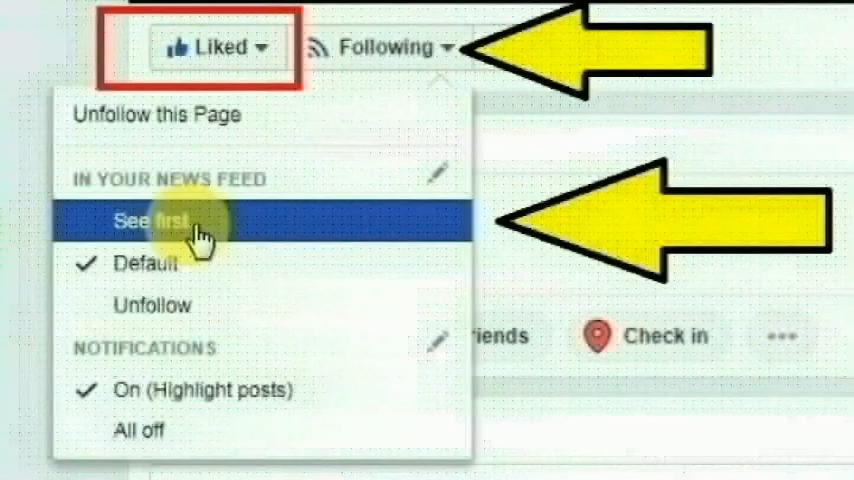 Liked Following
Unfollow this Page
IN YOUR NEWS FEED
See first
Default
Unfollow
riends Check in
NOTIFICATIONS
On (Highlight posts)
All off